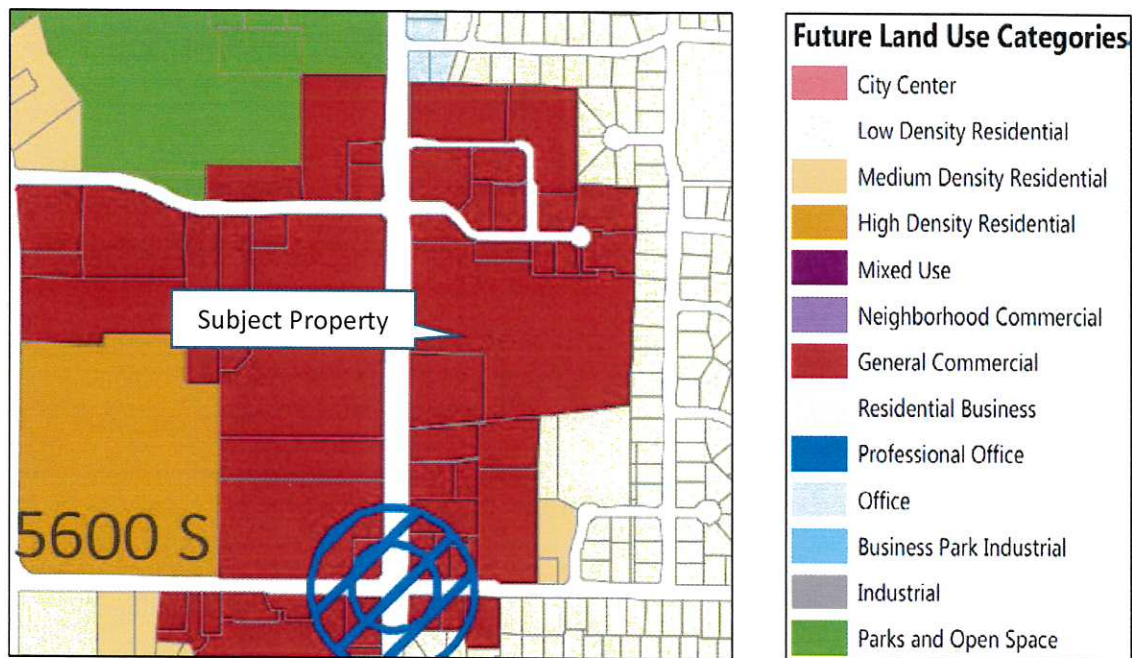 Subject Property
5600 S
Future Land Use Categories
City Center
Low Density Residential
Medium Density Residential
High Density Residential
Mixed Use
Neighborhood Commercial
General Commercial
Residential Business
Professional Office
Office
Business Park Industrial
Industrial
Parks and Open Space